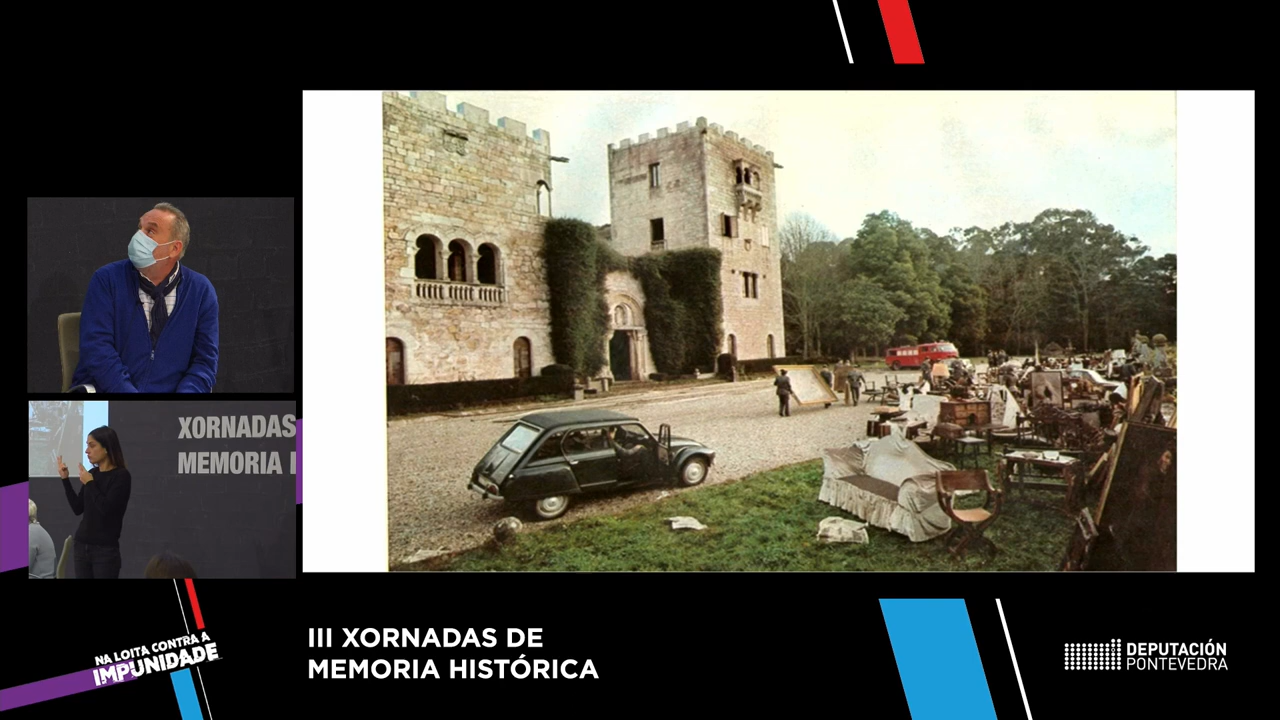 XORNADAS
MEMORIA
NA LOITA CONTRA A
IMPUNIDADE
III XORNADAS DE
MEMORIA HISTÓRICA
DEPUTACIÓN
PONTEVEDRA